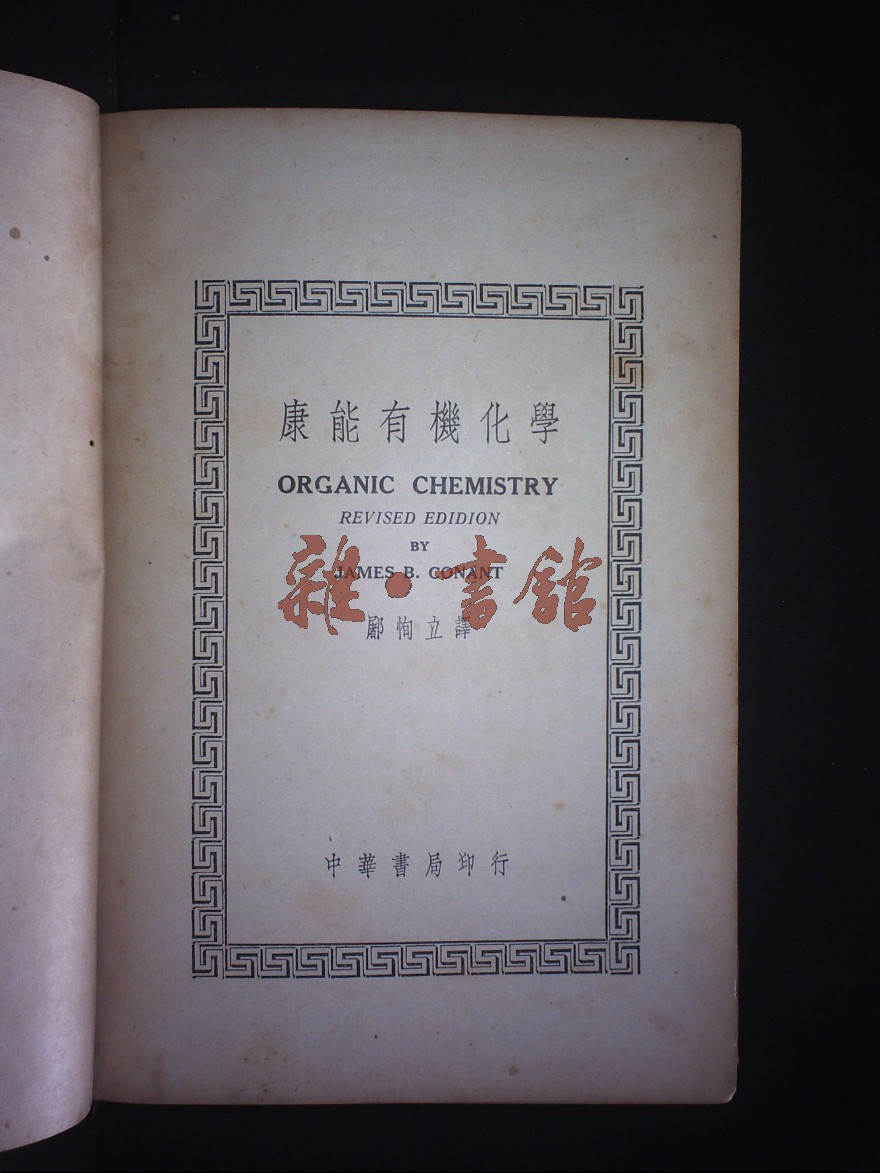 康能有機化學
ORGANIC CHEMISTRY
REVISED EDIDION
BY
JAMES B. CONANT
雜·書館
酈恂立譯
中華書局印行